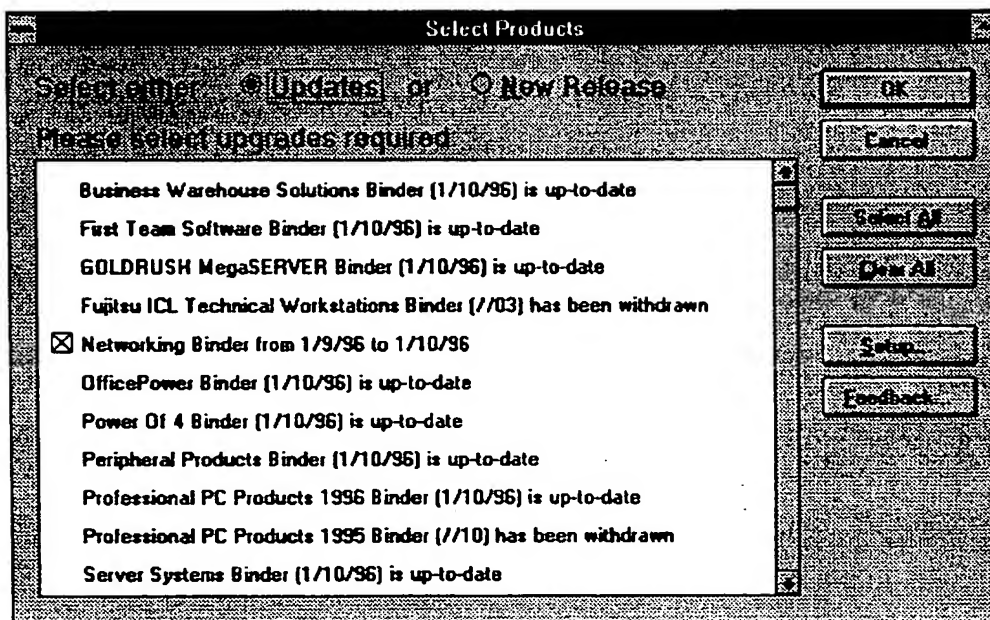 Select Products
Select either Updates or New Release
Please select upgrades required
Business Warehouse Solutions Binder (1/10/96) is up-to-date
First Team Software Binder (1/10/96) is up-to-date
GOLDRUSH MegaSERVER Binder (1/10/96) is up-to-date
Fujitsu ICL Technical Workstations Binder (//03) has been withdrawn
Networking Binder from 1/9/96 to 1/10/96
OfficePower Binder (1/10/96) is up-to-date
Power Of 4 Binder (1/10/96) is up-to-date
Peripheral Products Binder (1/10/96) is up-to-date
Professional PC Products 1996 Binder (1/10/96) is up-to-date
Professional PC Products 1995 Binder (//10) has been withdrawn
Server Systems Binder (1/10/96) is up-to-date
OK
Cancel
Select All
Clear All
Setup...
Feedback...